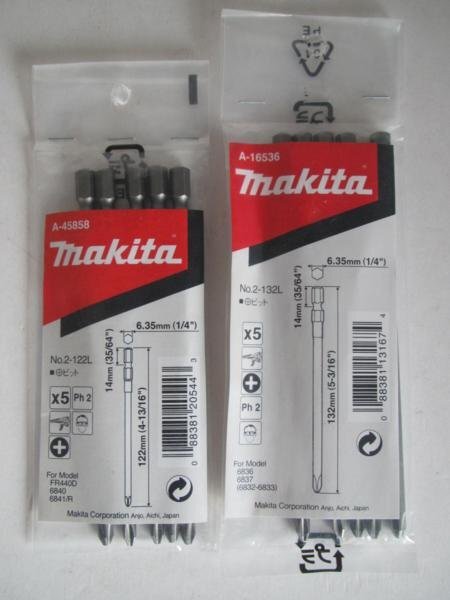 A-45858
makita
6.35mm (1/4")
No.2-122L
■⊕ビット
14mm (35/64")
x5
Ph 2
122mm (4-13/16")
0 88381 20544 3
For Model
FR440D
6840
6841/R
Makita Corporation Anjo, Aichi, Japan
A-16536
makita
6.35mm (1/4")
No.2-132L
■⊕ビット
14mm (35/64")
x5
Ph 2
132mm (5-3/16")
0 88381 13167 4
For Model
6836
6837
(6832-6833)
Makita Corporation Anjo, Aichi, Japan
プラ